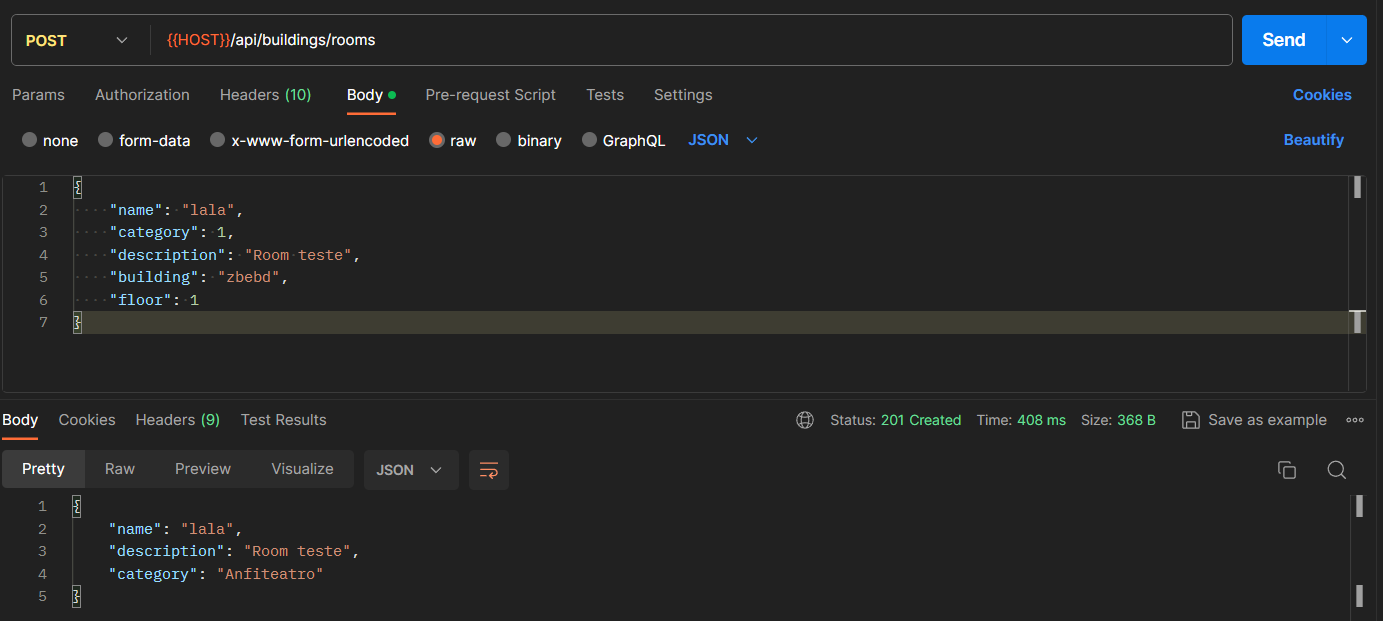 POST {{HOST}}/api/buildings/rooms Send
Params Authorization Headers (10) Body Pre-request Script Tests Settings Cookies
none form-data x-www-form-urlencoded raw binary GraphQL JSON Beautify
1 {
2 "name": "lala",
3 "category": 1,
4 "description": "Room teste",
5 "building": "zbebd",
6 "floor": 1
7 }
Body Cookies Headers (9) Test Results Status: 201 Created Time: 408 ms Size: 368 B Save as example
Pretty Raw Preview Visualize JSON
1 {
2 "name": "lala",
3 "description": "Room teste",
4 "category": "Anfiteatro"
5 }